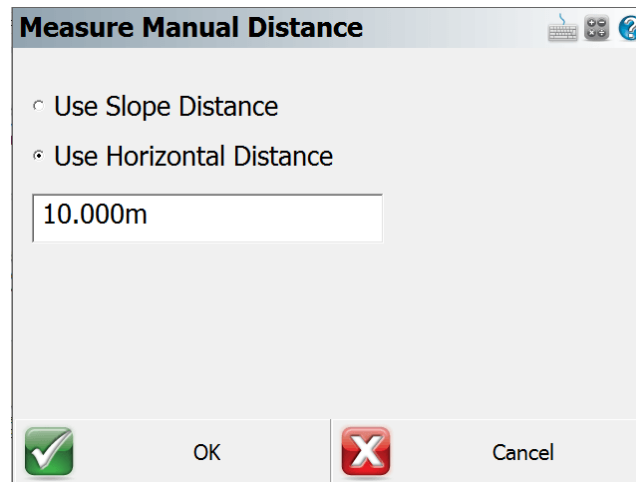 Measure Manual Distance
Use Slope Distance
Use Horizontal Distance
10.000m
OK
Cancel